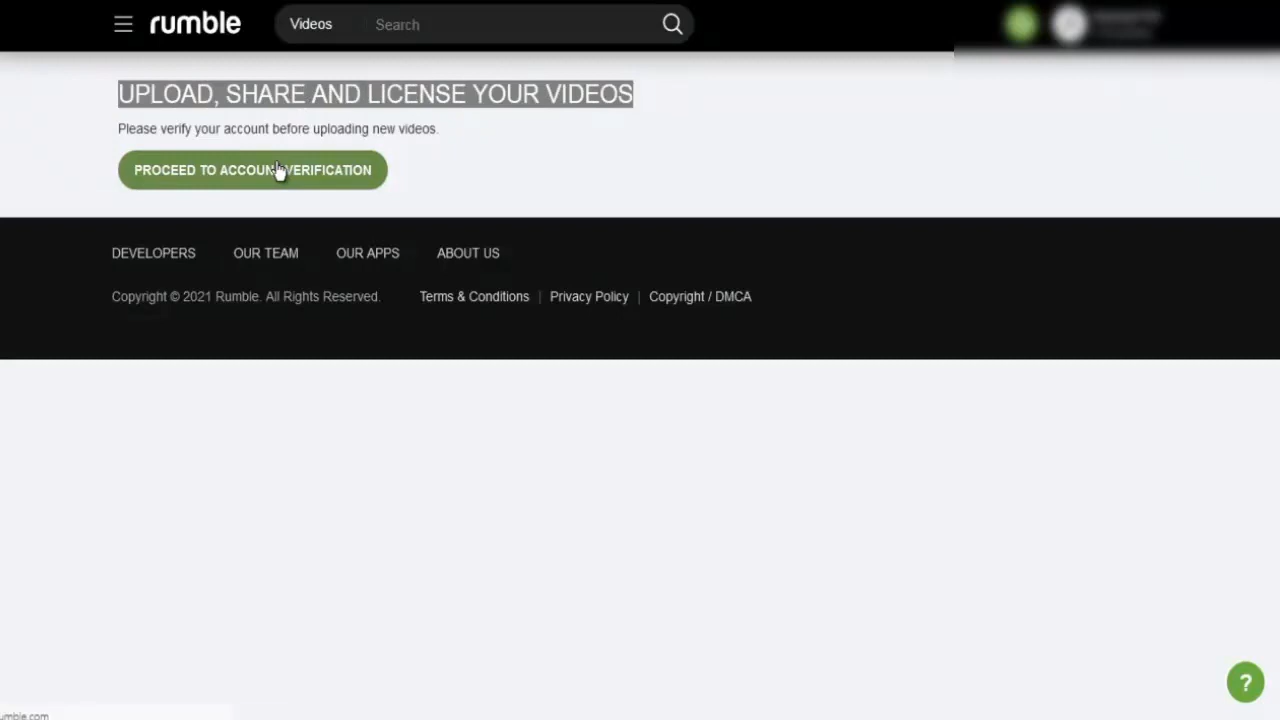 rumble
Videos
Search
UPLOAD, SHARE AND LICENSE YOUR VIDEOS
Please verify your account before uploading new videos.
PROCEED TO ACCOUNT VERIFICATION
DEVELOPERS OUR TEAM OUR APPS ABOUT US
Copyright © 2021 Rumble. All Rights Reserved. Terms & Conditions | Privacy Policy | Copyright / DMCA
?
umble.com